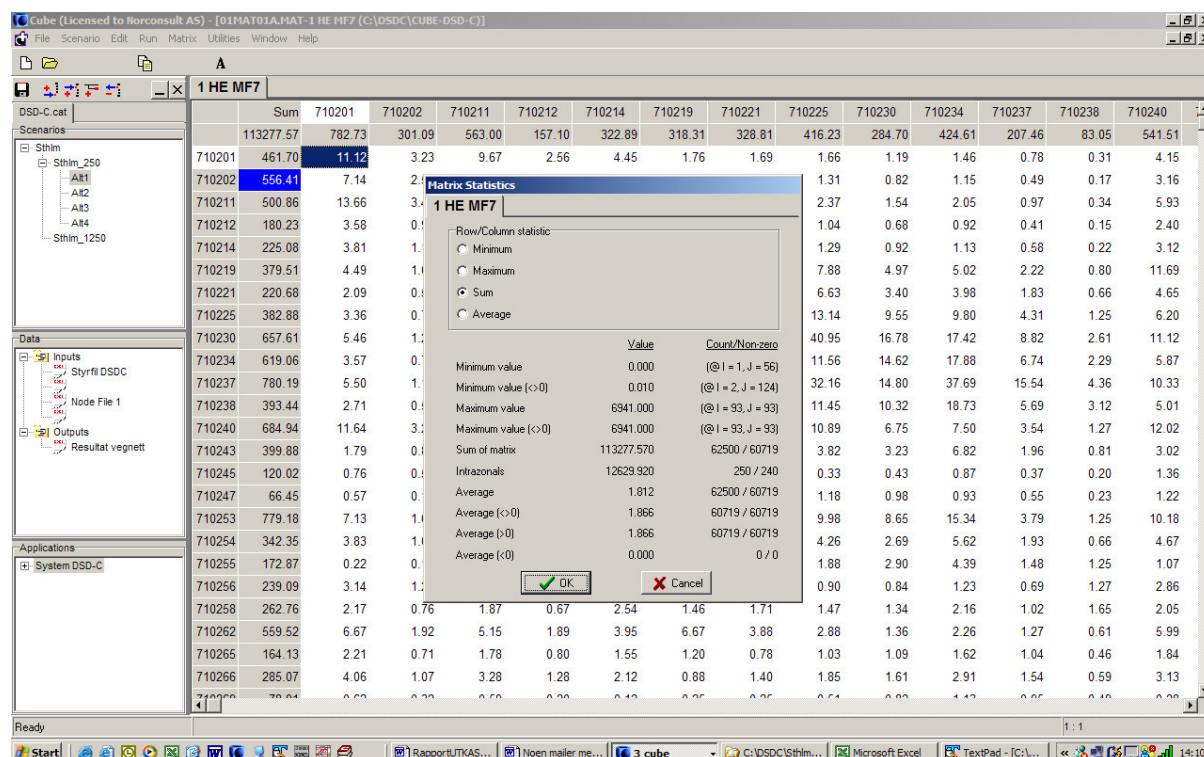 Cube (Licensed to Norconsult AS) - [01MAT01A.MAT-1 HE MF7 (C:\DSDC\CUBE-DSD-C)]
File Scenario Edit Run Matrix Utilities Window Help
A
1 HE MF7
DSD-C.cat
Scenarios
Sthlm
Sthlm_250
Alt1
Alt2
Alt3
Alt4
Sthlm_1250
Data
Inputs
Styrfil DSDC
Node File 1
Outputs
Resultat vegnett
Applications
System DSD-C
Sum 710201 710202 710211 710212 710214 710219 710221 710225 710230 710234 710237 710238 710240
113277.57 782.73 301.09 563.00 157.10 322.89 318.31 328.81 416.23 284.70 424.61 207.46 83.05 541.51
710201 461.70 11.12 3.23 9.67 2.56 4.45 1.76 1.69 1.66 1.19 1.46 0.78 0.31 4.15
710202 556.41 7.14 1.31 0.82 1.15 0.49 0.17 3.16
710211 500.86 13.66 2.37 1.54 2.05 0.97 0.34 5.93
710212 180.23 3.58 1.04 0.68 0.92 0.41 0.15 2.40
710214 225.08 3.81 1.29 0.92 1.13 0.58 0.22 3.12
710219 379.51 4.49 7.88 4.97 5.02 2.22 0.80 11.69
710221 220.68 2.09 6.63 3.40 3.98 1.83 0.66 4.65
710225 382.88 3.36 13.14 9.55 9.80 4.31 1.25 6.20
710230 657.61 5.46 40.95 16.78 17.42 8.82 2.61 11.12
710234 619.06 3.57 11.56 14.62 17.88 6.74 2.29 5.87
710237 780.19 5.50 32.16 14.80 37.69 15.54 4.36 10.33
710238 393.44 2.71 11.45 10.32 18.73 5.69 3.12 5.01
710240 684.94 11.64 10.89 6.75 7.50 3.54 1.27 12.02
710243 399.88 1.79 3.82 3.23 6.82 1.96 0.81 3.02
710245 120.02 0.76 0.33 0.43 0.87 0.37 0.20 1.36
710247 66.45 0.57 1.18 0.98 0.93 0.55 0.23 1.22
710253 779.18 7.13 9.98 8.65 15.34 3.79 1.25 10.18
710254 342.35 3.83 4.26 2.69 5.62 1.93 0.66 4.67
710255 172.87 0.22 1.88 2.90 4.39 1.48 1.25 1.07
710256 239.09 3.14 0.90 0.84 1.23 0.69 1.27 2.86
710258 262.76 2.17 0.76 1.87 0.67 2.54 1.46 1.71 1.47 1.34 2.16 1.02 1.65 2.05
710262 559.52 6.67 1.92 5.15 1.89 3.95 6.67 3.88 2.88 1.36 2.26 1.27 0.61 5.99
710265 164.13 2.21 0.71 1.78 0.80 1.55 1.20 0.78 1.03 1.09 1.62 1.04 0.46 1.84
710266 285.07 4.06 1.07 3.28 1.28 2.12 0.88 1.40 1.85 1.61 2.91 1.54 0.59 3.13
Matrix Statistics
1 HE MF7
Row/Column statistic
Minimum
Maximum
Sum
Average
Value Count/Non-zero
Minimum value 0.000 (@ I = 1, J = 56)
Minimum value (<>0) 0.010 (@ I = 2, J = 124)
Maximum value 6941.000 (@ I = 93, J = 93)
Maximum value (<>0) 6941.000 (@ I = 93, J = 93)
Sum of matrix 113277.570 62500 / 60719
Intrazonals 12629.920 250 / 240
Average 1.812 62500 / 60719
Average (<>0) 1.866 60719 / 60719
Average (>0) 1.866 60719 / 60719
Average (<0) 0.000 0 / 0
OK Cancel
Ready 1 : 1
Start RapportUTKAS... Noen mailer me... 3 cube C:\DSDC\Sthlm... Microsoft Excel TextPad - [C:\... « 14:10